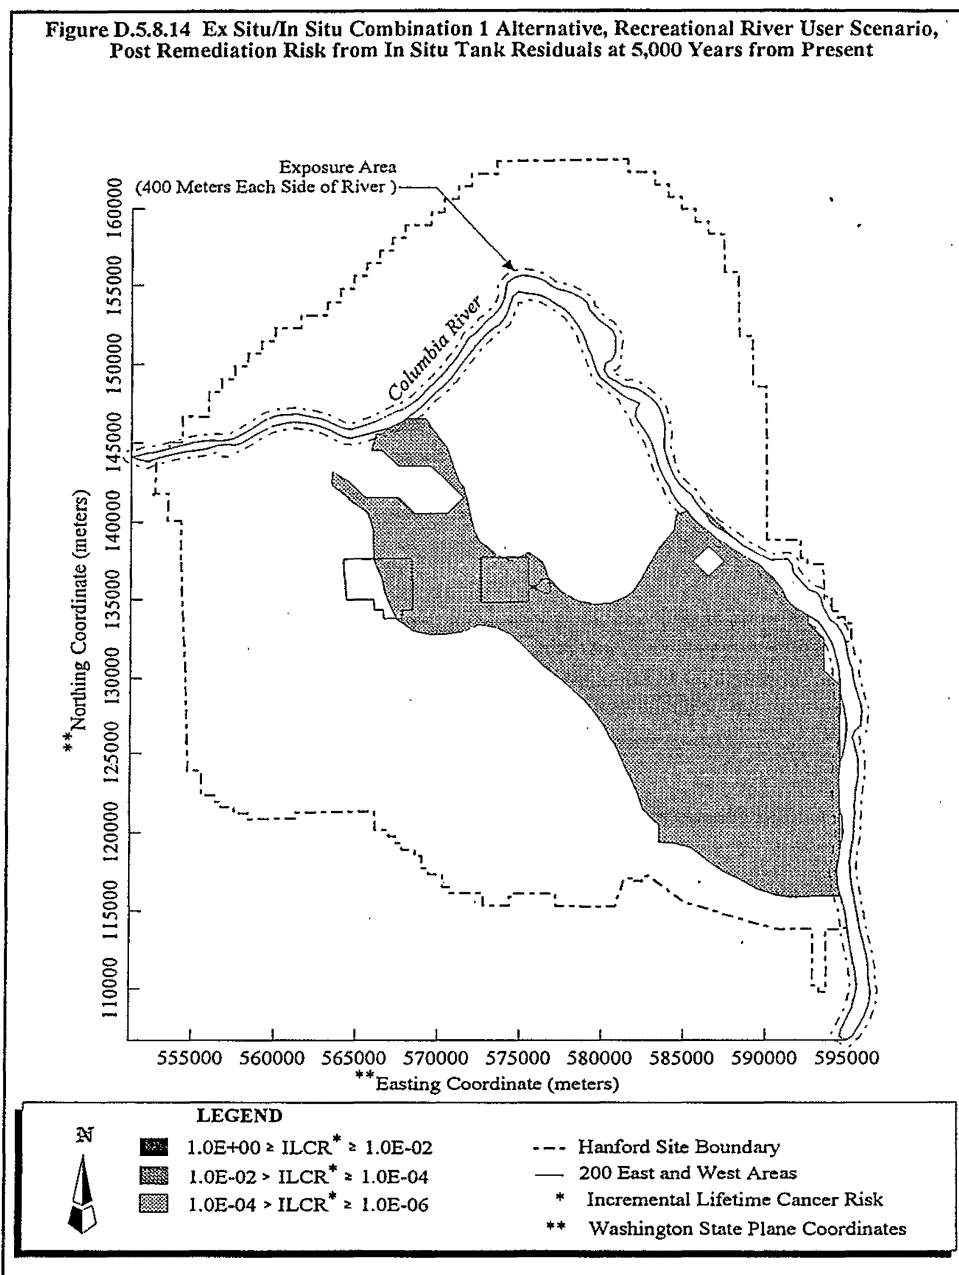 Figure D.5.8.14 Ex Situ/In Situ Combination 1 Alternative, Recreational River User Scenario,
Post Remediation Risk from In Situ Tank Residuals at 5,000 Years from Present
Exposure Area
(400 Meters Each Side of River )
Columbia River
**Northing Coordinate (meters)
160000
155000
150000
145000
140000
135000
130000
125000
120000
115000
110000
555000 560000 565000 570000 575000 580000 585000 590000 595000
**Easting Coordinate (meters)
LEGEND
N
1.0E+00 ≥ ILCR* ≥ 1.0E-02
1.0E-02 > ILCR* ≥ 1.0E-04
1.0E-04 > ILCR* ≥ 1.0E-06
Hanford Site Boundary
200 East and West Areas
* Incremental Lifetime Cancer Risk
** Washington State Plane Coordinates